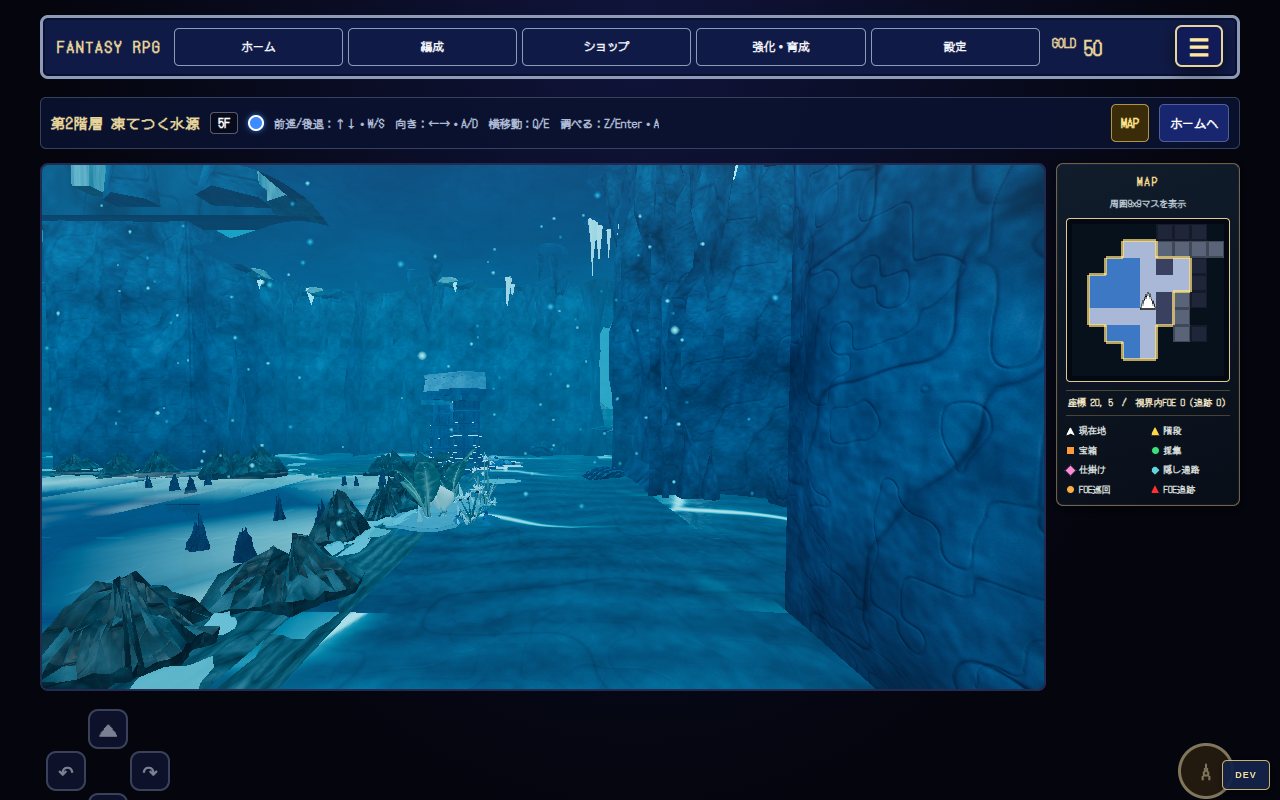 FANTASY RPG
ホーム
編成
ショップ
強化・育成
設定
GOLD 50
第2階層 凍てつく水源
5F
前進/後退：↑↓・W/S 向き：←→・A/D 横移動：Q/E 調べる：Z/Enter・A
MAP
ホームへ
MAP
周囲9x9マスを表示
座標 20, 5 / 視界内FOE 0 (追跡 0)
現在地
階段
宝箱
採集
仕掛け
隠し通路
FOE巡回
FOE追跡
A
DEV